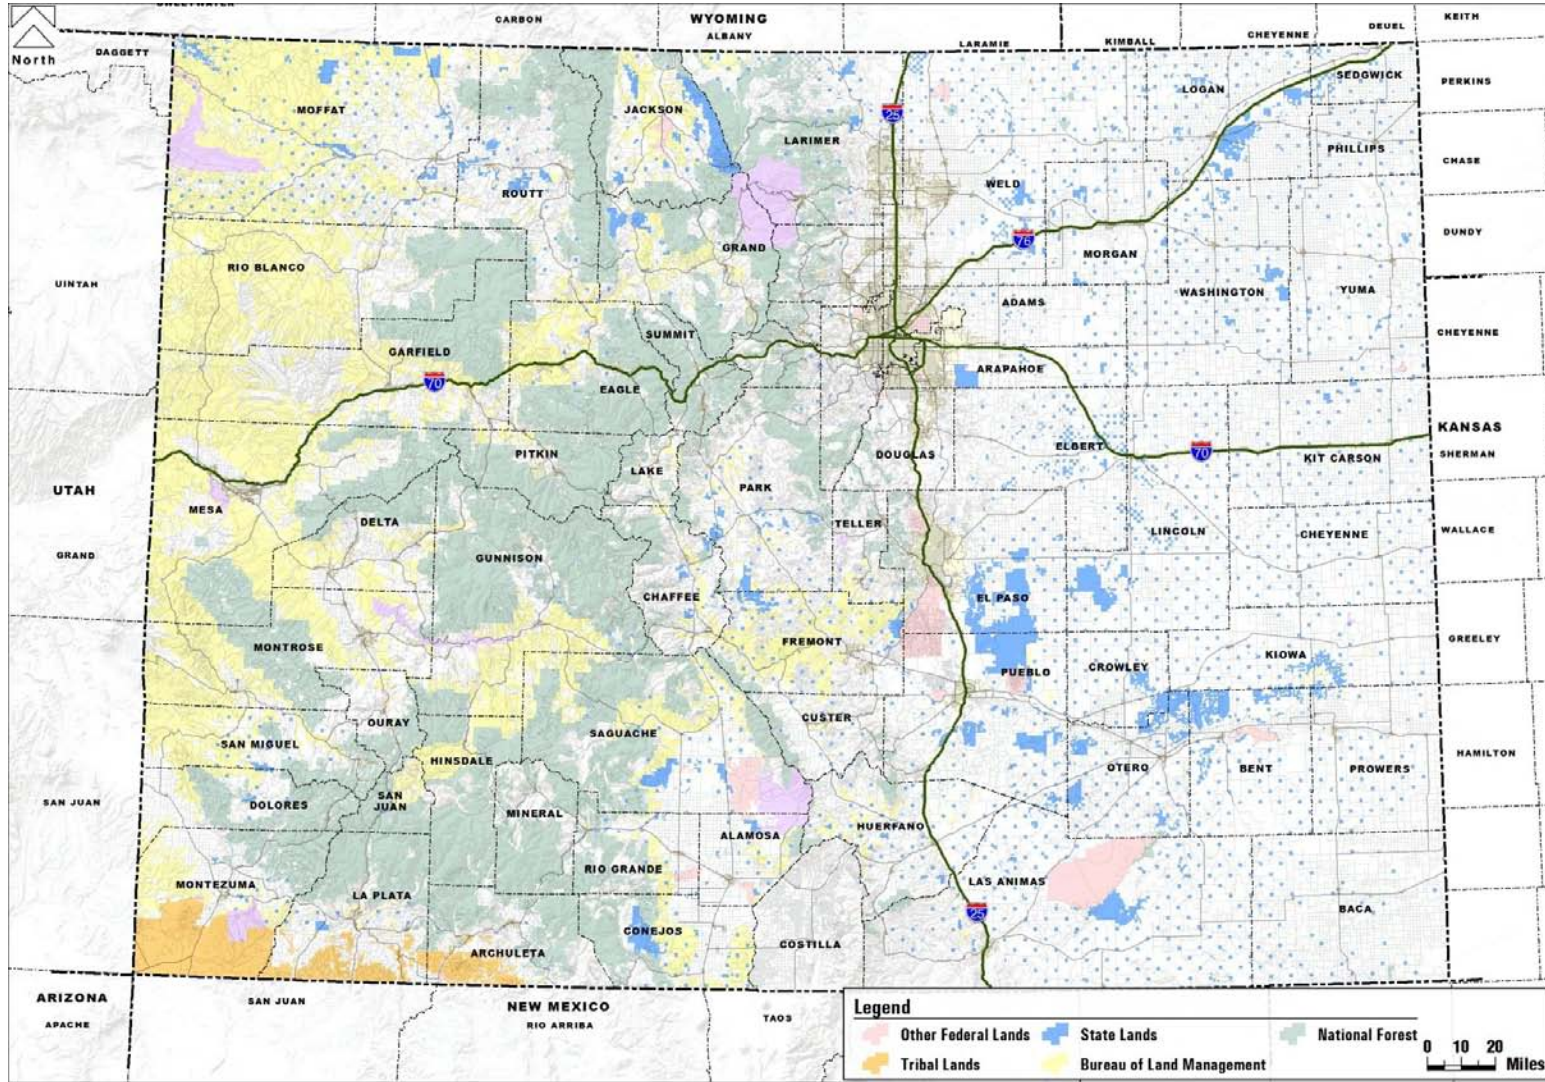 SWEETWATER
CARBON
WYOMING
ALBANY
LARAMIE
KIMBALL
CHEYENNE
DEUEL
KEITH
North
DAGGETT
MOFFAT
JACKSON
LARIMER
25
LOGAN
SEDGWICK
PERKINS
PHILLIPS
CHASE
ROUTT
WELD
DUNDY
GRAND
76
MORGAN
UINTAH
RIO BLANCO
ADAMS
WASHINGTON
YUMA
CHEYENNE
SUMMIT
GARFIELD
70
EAGLE
ARAPAHOE
KANSAS
PITKIN
LAKE
DOUGLAS
ELBERT
70
KIT CARSON
SHERMAN
UTAH
MESA
PARK
DELTA
TELLER
LINCOLN
CHEYENNE
WALLACE
GRAND
GUNNISON
CHAFFEE
EL PASO
FREMONT
GREELEY
MONTROSE
PUEBLO
CROWLEY
KIOWA
OURAY
CUSTER
SAN MIGUEL
HINSDALE
SAGUACHE
OTERO
BENT
PROWERS
HAMILTON
SAN JUAN
DOLORES
SAN
JUAN
MINERAL
ALAMOSA
HUERFANO
MONTEZUMA
LA PLATA
RIO GRANDE
LAS ANIMAS
BACA
25
CONEJOS
COSTILLA
ARCHULETA
ARIZONA
APACHE
SAN JUAN
NEW MEXICO
RIO ARRIBA
TAOS
Legend
Other Federal Lands
State Lands
National Forest
Tribal Lands
Bureau of Land Management
0 10 20
Miles